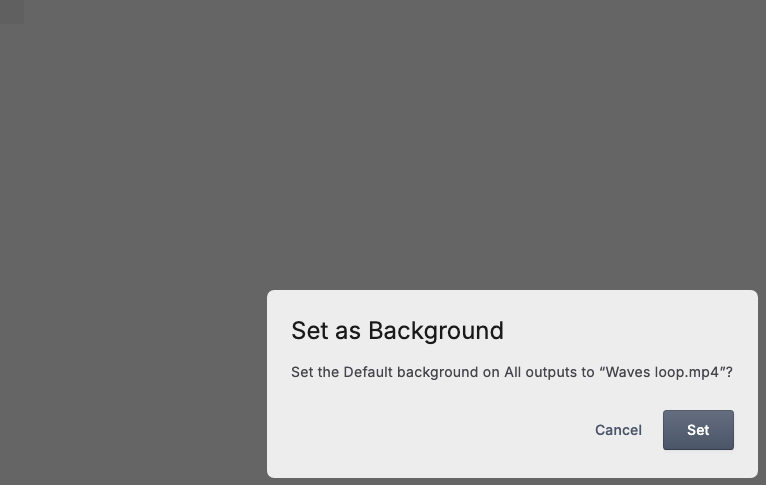 Set as Background
Set the Default background on All outputs to “Waves loop.mp4”?
Cancel
Set